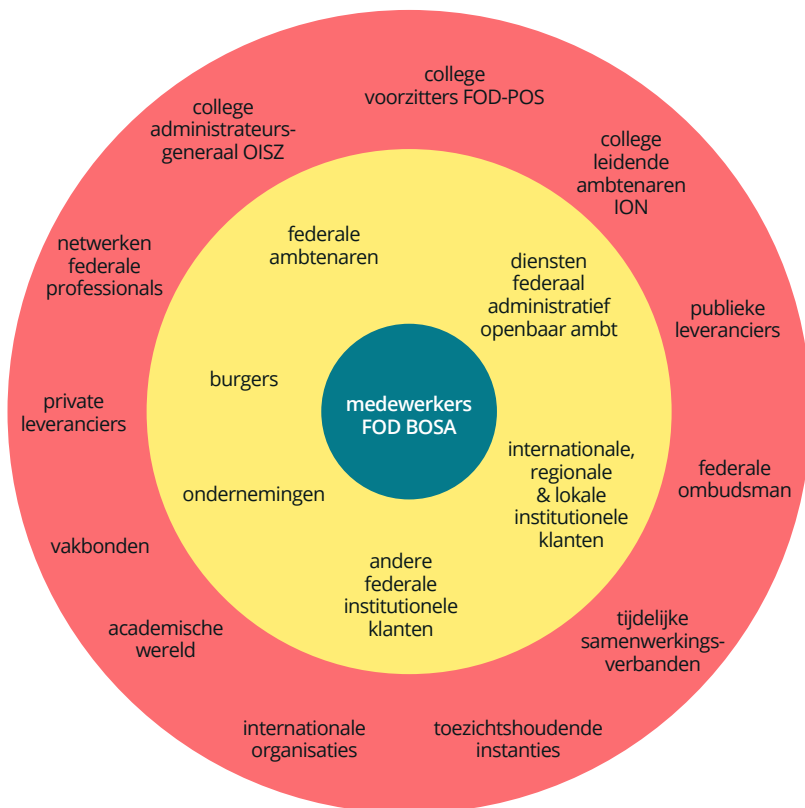 college
voorzitters FOD-POS
college
administrateurs-
generaal OISZ
college
leidende
ambtenaren
ION
netwerken
federale
professionals
federale
ambtenaren
diensten
federaal
administratief
openbaar ambt
publieke
leveranciers
burgers
medewerkers
FOD BOSA
private
leveranciers
internationale,
regionale
& lokale
institutionele
klanten
federale
ombudsman
ondernemingen
vakbonden
andere
federale
institutionele
klanten
academische
wereld
tijdelijke
samenwerkings-
verbanden
internationale
organisaties
toezichtshoudende
instanties